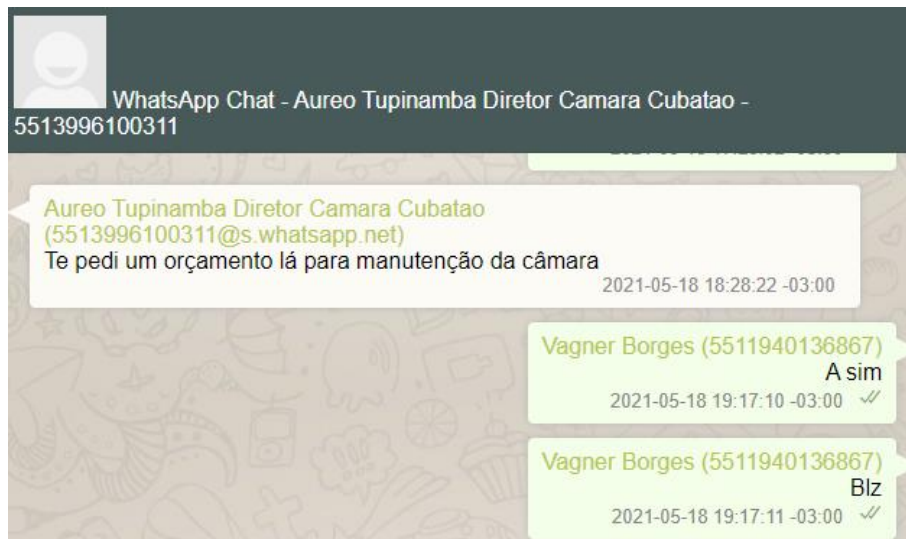 WhatsApp Chat - Aureo Tupinamba Diretor Camara Cubatao -
5513996100311
Aureo Tupinamba Diretor Camara Cubatao
(5513996100311@s.whatsapp.net)
Te pedi um orçamento lá para manutenção da câmara
2021-05-18 18:28:22 -03:00
Vagner Borges (5511940136867)
A sim
2021-05-18 19:17:10 -03:00
Vagner Borges (5511940136867)
Blz
2021-05-18 19:17:11 -03:00